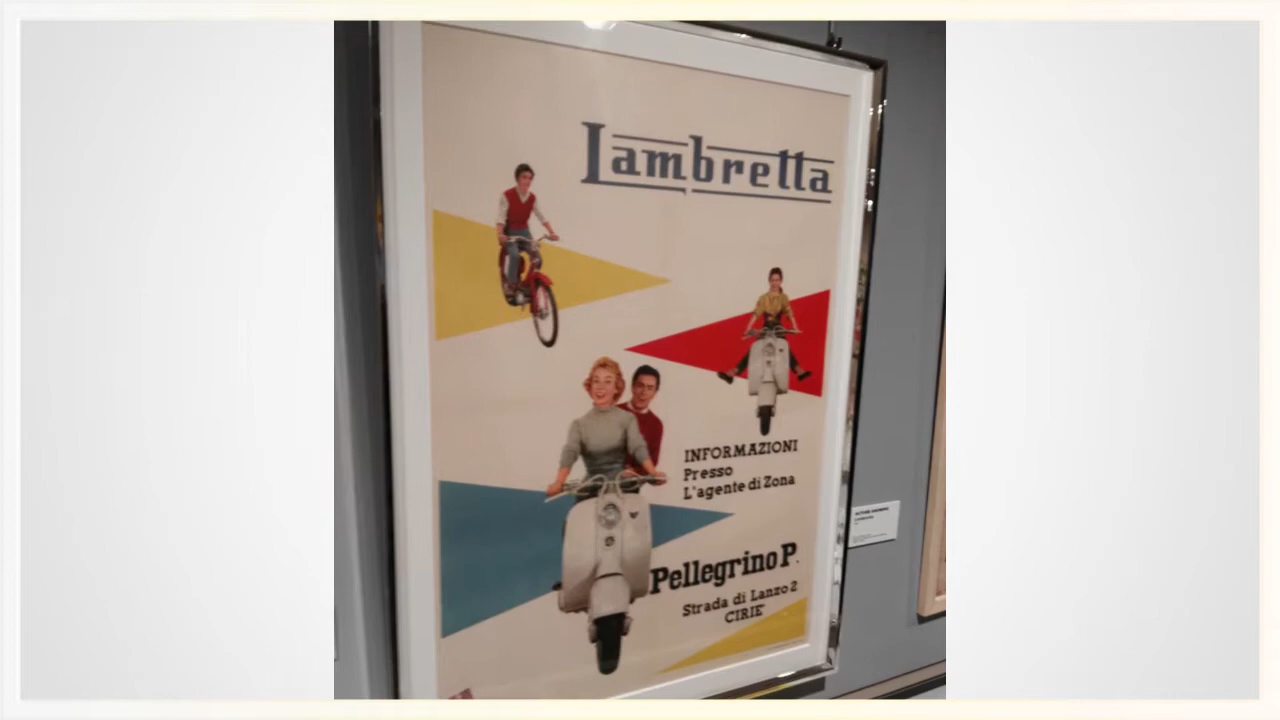 Lambretta
INFORMAZIONI
Presso
L'agente di Zona
Pellegrino P.
Strada di Lanzo 2
CIRIE'